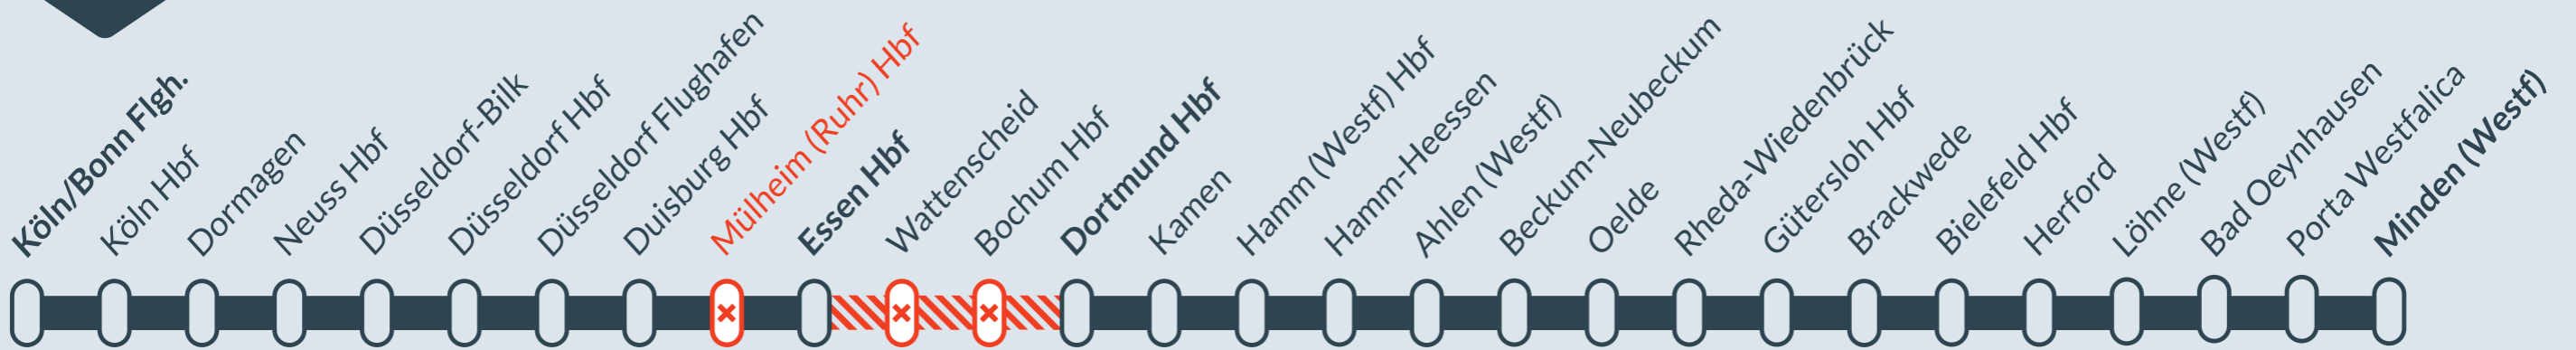 Köln/Bonn Flgh.
Köln Hbf
Dormagen
Neuss Hbf
Düsseldorf-Bilk
Düsseldorf Hbf
Düsseldorf Flughafen
Duisburg Hbf
Mülheim (Ruhr) Hbf
Essen Hbf
Wattenscheid
Bochum Hbf
Dortmund Hbf
Kamen
Hamm (Westf) Hbf
Hamm-Heessen
Ahlen (Westf)
Beckum-Neubeckum
Oelde
Rheda-Wiedenbrück
Gütersloh Hbf
Brackwede
Bielefeld Hbf
Herford
Löhne (Westf)
Bad Oeynhausen
Porta Westfalica
Minden (Westf)